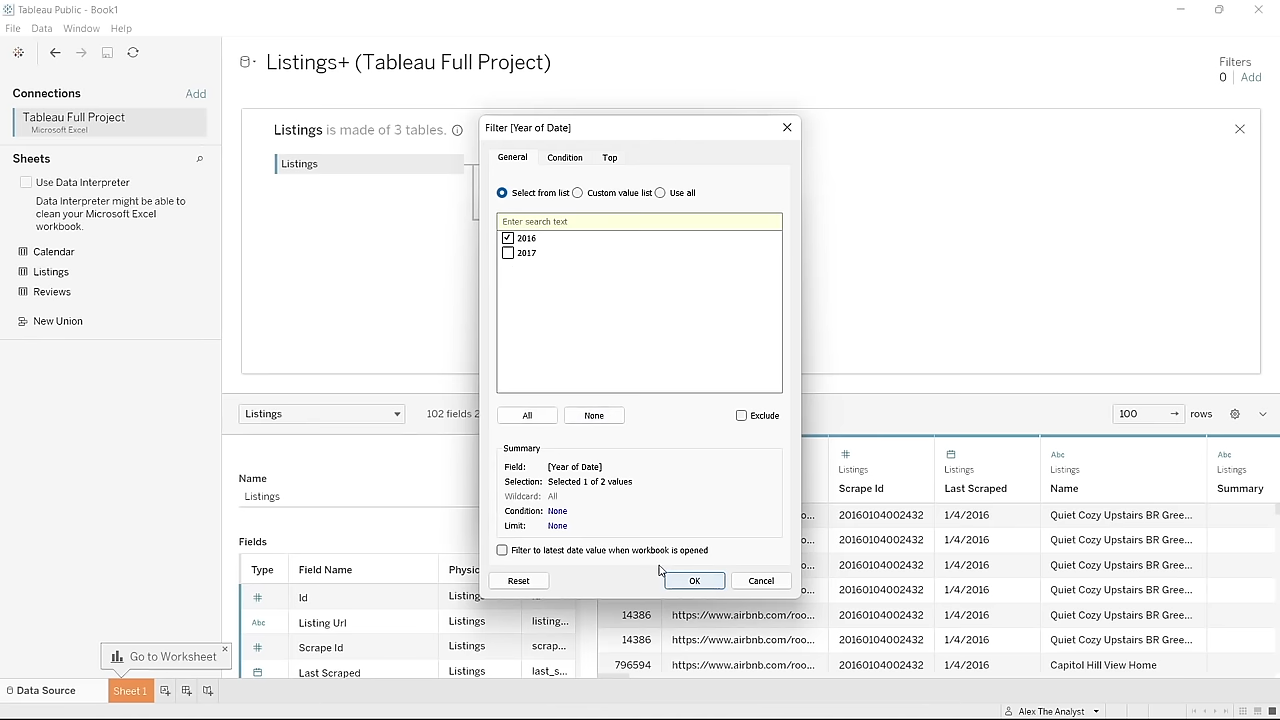 Tableau Public - Book1
File Data Window Help
Listings+ (Tableau Full Project)
Filters
0 Add
Connections Add
Tableau Full Project
Microsoft Excel
Sheets
Use Data Interpreter
Data Interpreter might be able to
clean your Microsoft Excel
workbook.
Calendar
Listings
Reviews
New Union
Listings is made of 3 tables.
Listings
Filter [Year of Date]
General Condition Top
Select from list Custom value list Use all
Enter search text
2016
2017
All None Exclude
Summary
Field: [Year of Date]
Selection: Selected 1 of 2 values
Wildcard: All
Condition: None
Limit: None
Filter to latest date value when workbook is opened
Reset OK Cancel
Listings 102 fields 2 100 rows
Name
Listings
Fields
Type Field Name Physic
# Id Listings
Abc Listing Url Listings listing...
# Scrape Id Listings scrap...
Last Scraped Listings last_s...
# Abc Abc
Listings Listings Listings Listings
Scrape Id Last Scraped Name Summary
o... 20160104002432 1/4/2016 Quiet Cozy Upstairs BR Gree...
o... 20160104002432 1/4/2016 Quiet Cozy Upstairs BR Gree...
o... 20160104002432 1/4/2016 Quiet Cozy Upstairs BR Gree...
o... 20160104002432 1/4/2016 Quiet Cozy Upstairs BR Gree...
14386 https://www.airbnb.com/roo... 20160104002432 1/4/2016 Quiet Cozy Upstairs BR Gree...
14386 https://www.airbnb.com/roo... 20160104002432 1/4/2016 Quiet Cozy Upstairs BR Gree...
796594 https://www.airbnb.com/roo... 20160104002432 1/4/2016 Capitol Hill View Home
Go to Worksheet
Data Source Sheet 1
Alex The Analyst